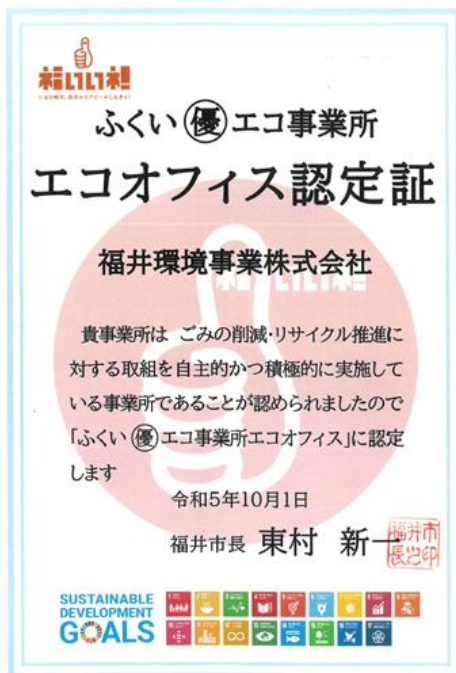 福いいネ!
ふくい 優 エコ事業所
エコオフィス認定証
福井環境事業株式会社
貴事業所は ごみの削減・リサイクル推進に
対する取組を自主的かつ積極的に実施して
いる事業所であることが認められましたので
「ふくい 優 エコ事業所エコオフィス」に認定
します
令和5年10月1日
福井市長 東村 新一
福井市長之印
SUSTAINABLE
DEVELOPMENT
GOALS